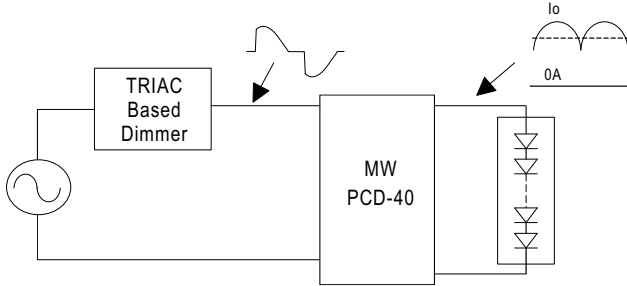 Io
0A
TRIAC
Based
Dimmer
MW
PCD-40